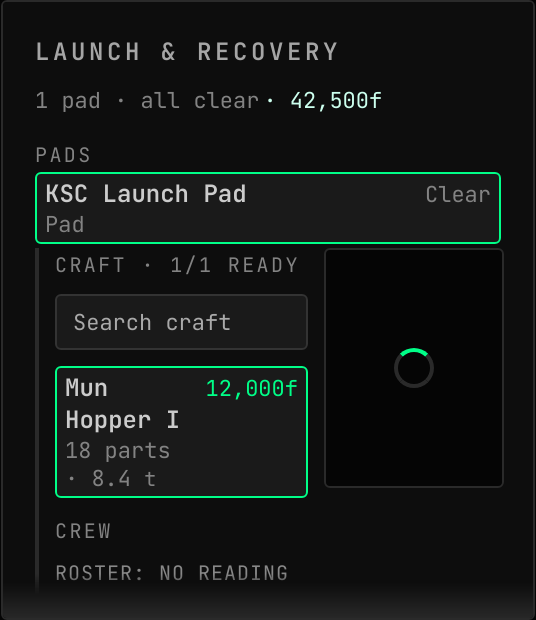 LAUNCH & RECOVERY
1 pad · all clear · 42,500f
PADS
KSC Launch Pad Clear
Pad
CRAFT · 1/1 READY
Search craft
Mun 12,000f
Hopper I
18 parts
· 8.4 t
CREW
ROSTER: NO READING